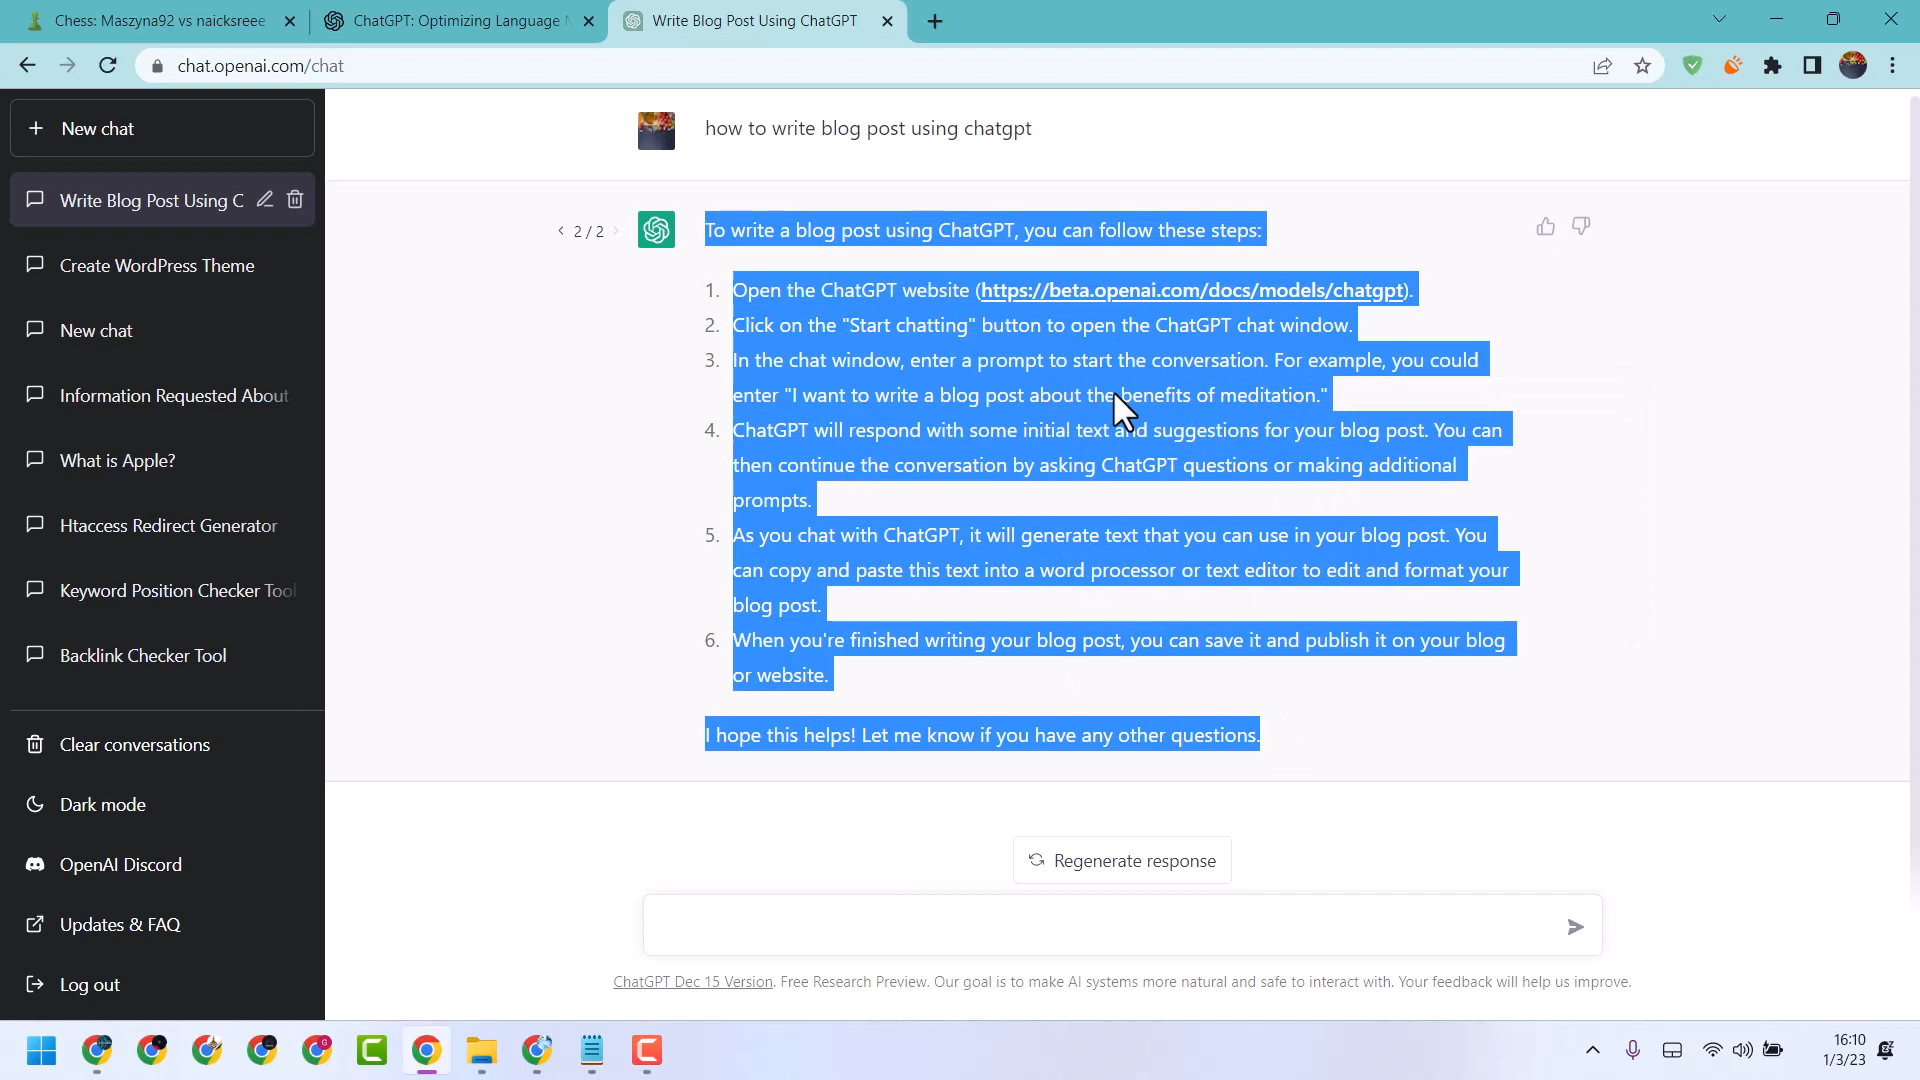 Chess: Maszyna92 vs naicksreee
ChatGPT: Optimizing Language
Write Blog Post Using ChatGPT
chat.openai.com/chat
New chat
Write Blog Post Using C
Create WordPress Theme
New chat
Information Requested About
What is Apple?
Htaccess Redirect Generator
Keyword Position Checker Tool
Backlink Checker Tool
Clear conversations
Dark mode
OpenAI Discord
Updates & FAQ
Log out
how to write blog post using chatgpt
< 2 / 2 >
To write a blog post using ChatGPT, you can follow these steps:
1. Open the ChatGPT website (https://beta.openai.com/docs/models/chatgpt).
2. Click on the "Start chatting" button to open the ChatGPT chat window.
3. In the chat window, enter a prompt to start the conversation. For example, you could
enter "I want to write a blog post about the benefits of meditation."
4. ChatGPT will respond with some initial text and suggestions for your blog post. You can
then continue the conversation by asking ChatGPT questions or making additional
prompts.
5. As you chat with ChatGPT, it will generate text that you can use in your blog post. You
can copy and paste this text into a word processor or text editor to edit and format your
blog post.
6. When you're finished writing your blog post, you can save it and publish it on your blog
or website.
I hope this helps! Let me know if you have any other questions.
Regenerate response
ChatGPT Dec 15 Version. Free Research Preview. Our goal is to make AI systems more natural and safe to interact with. Your feedback will help us improve.
16:10
1/3/23